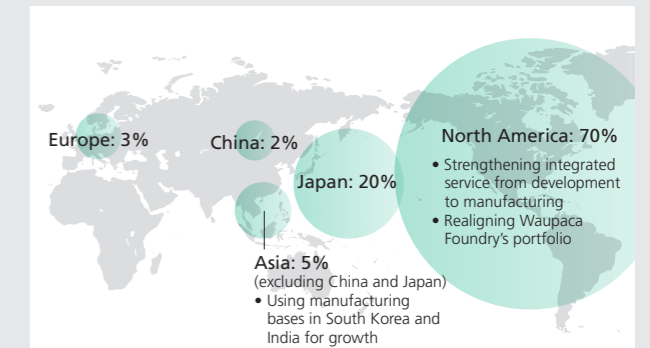 Europe: 3%
China: 2%
Japan: 20%
Asia: 5%
(excluding China and Japan)
• Using manufacturing
bases in South Korea and
India for growth
North America: 70%
• Strengthening integrated
service from development
to manufacturing
• Realigning Waupaca
Foundry’s portfolio